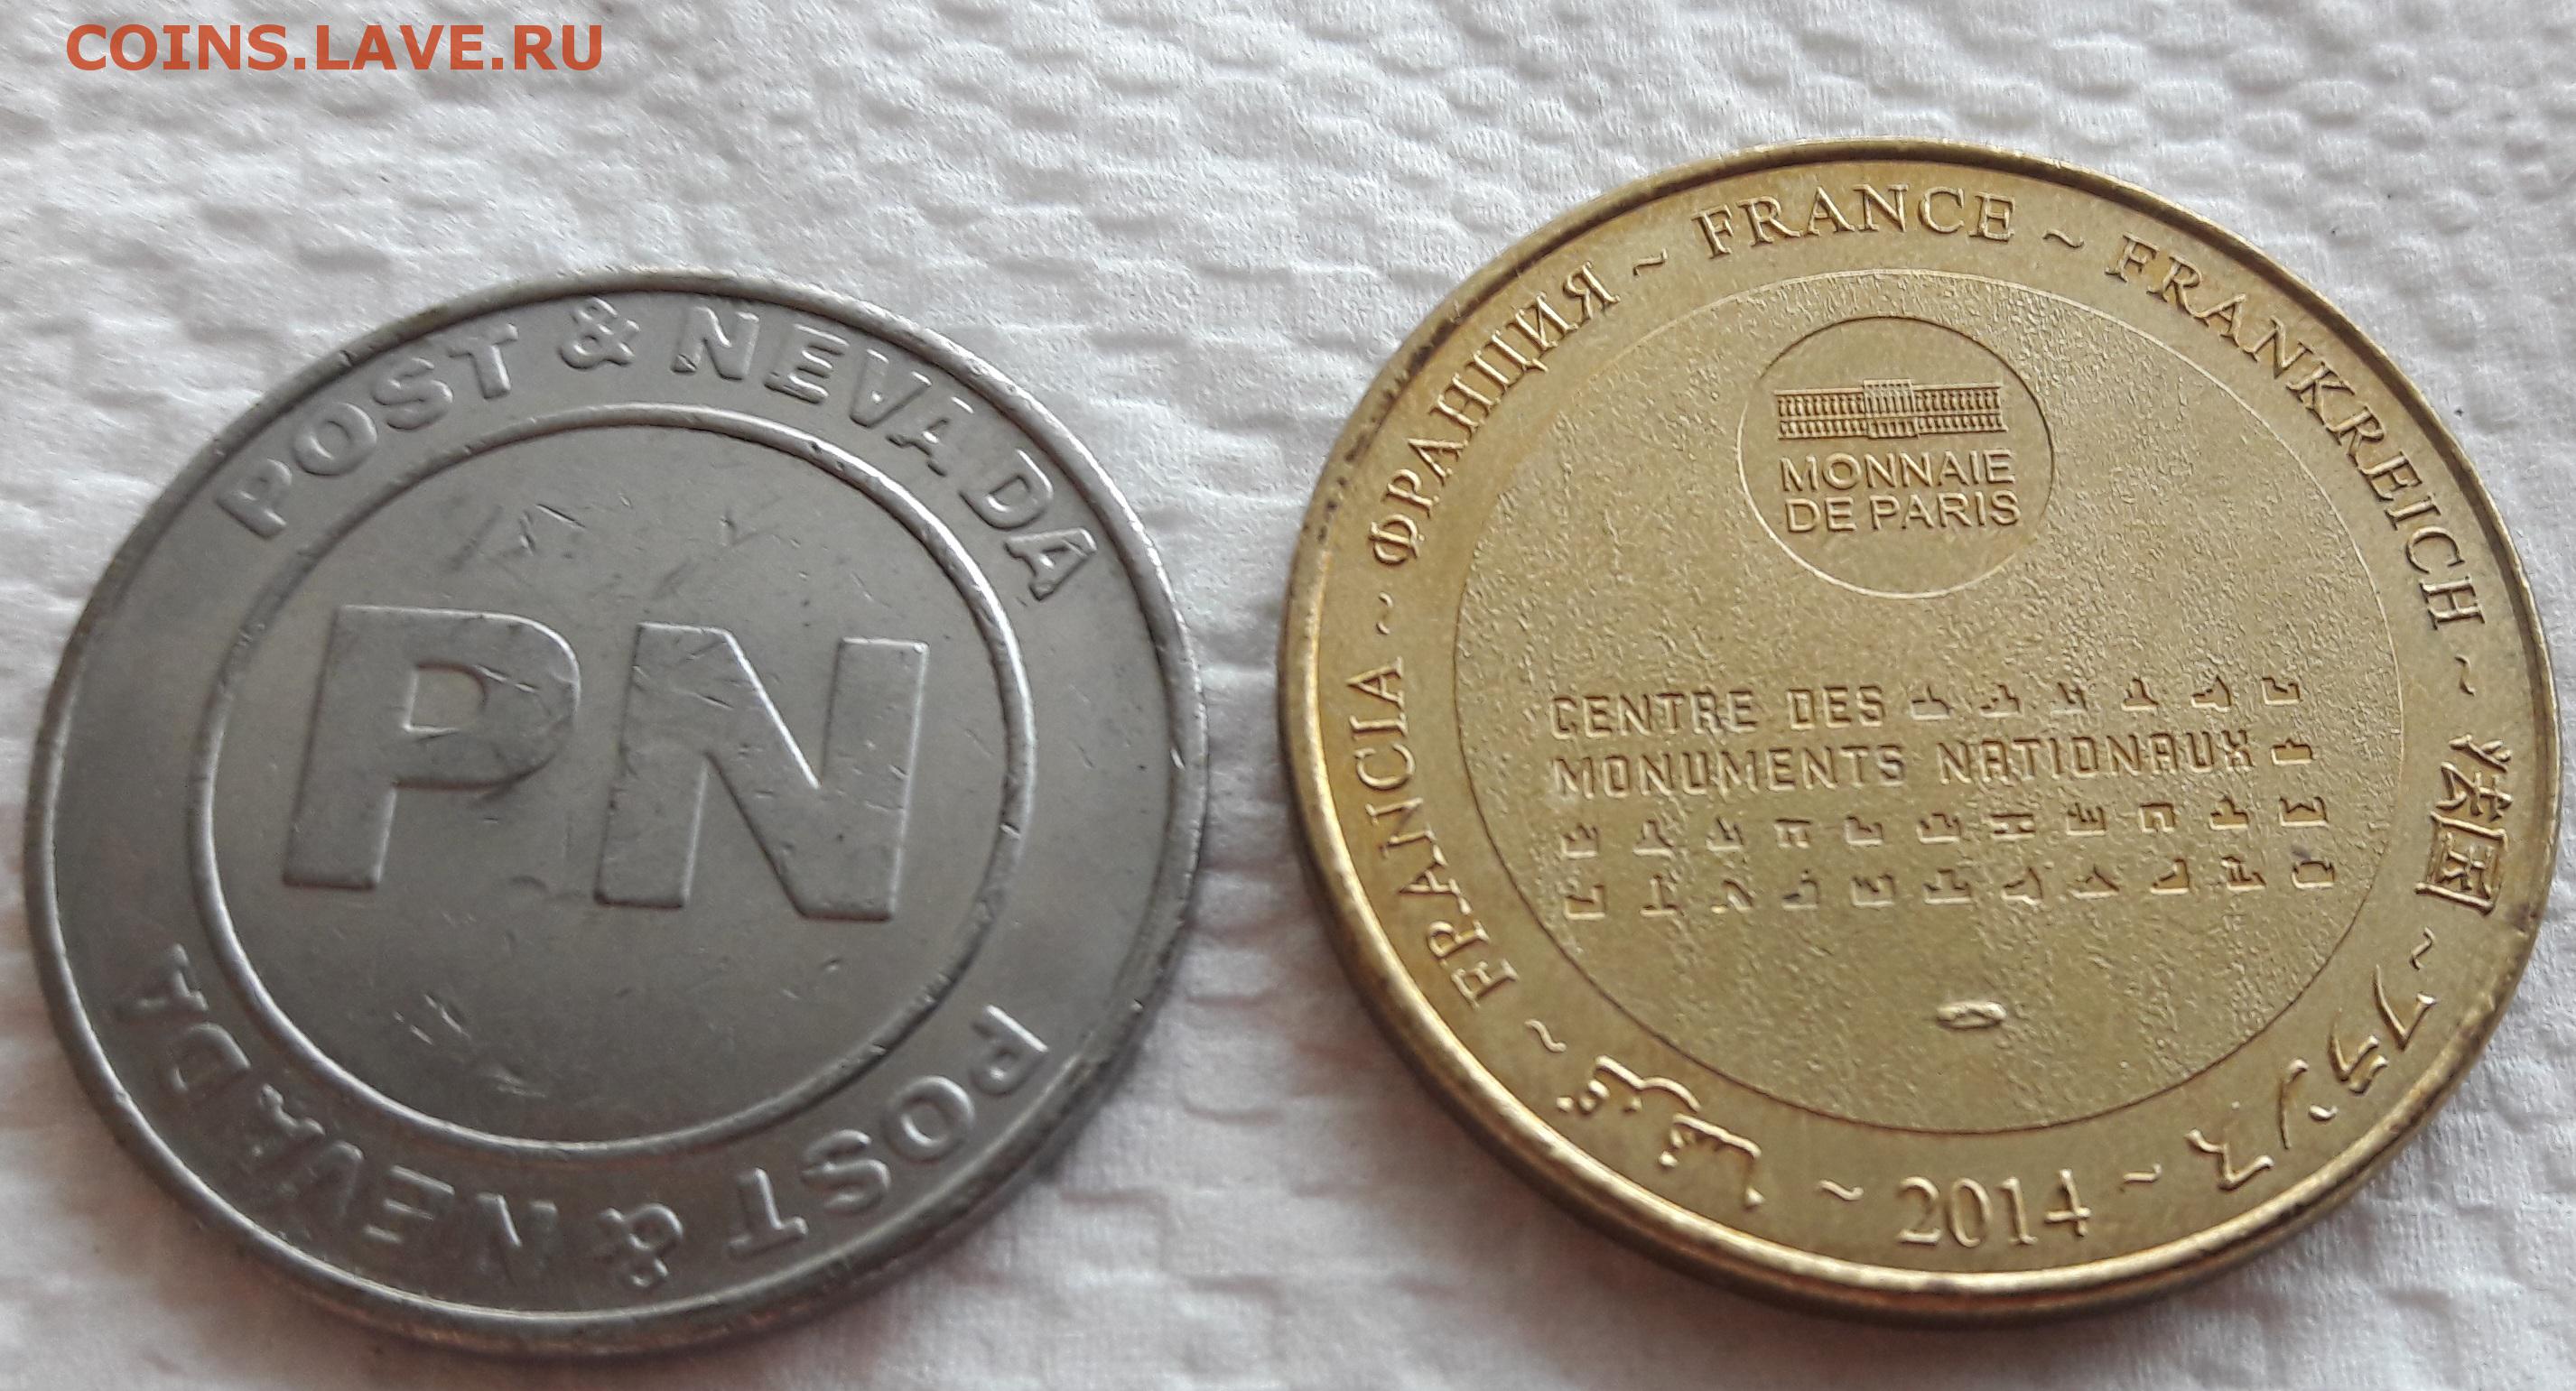 COINS.LAVE.RU
POST & NEVADA
PN
POST & NEVADA
FRANCIA ~ ФРАНЦИЯ ~ FRANCE ~ FRANKREICH ~ 法国 ~ フランス ~ 2014 ~
MONNAIE
DE PARIS
CENTRE DES
MONUMENTS NATIONAUX